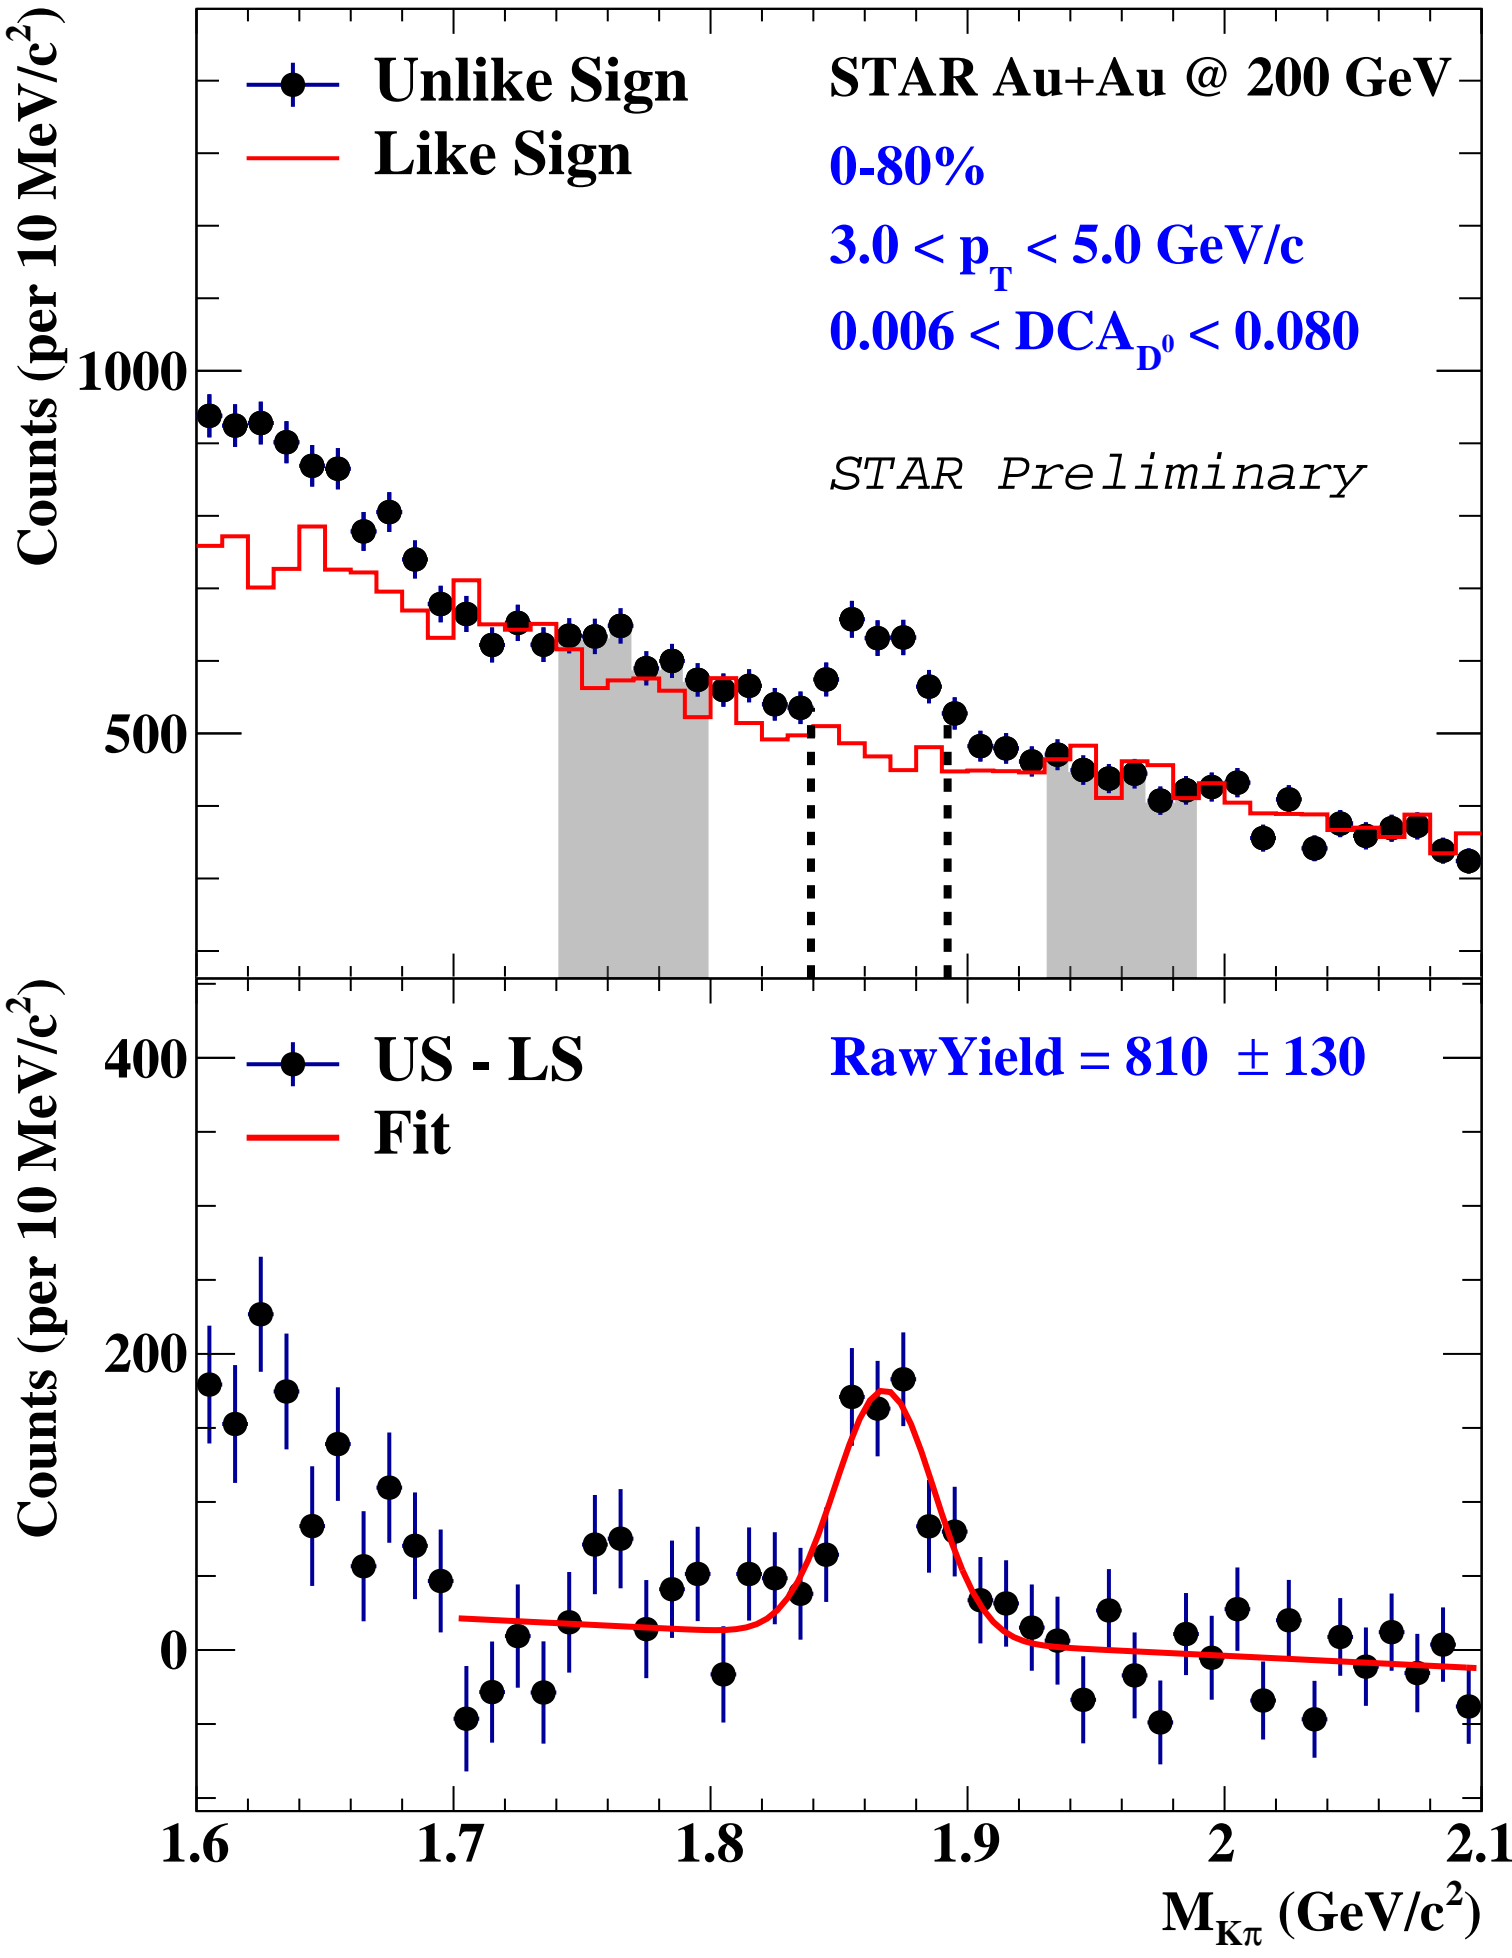 Counts (per 10 MeV/c²)
Unlike Sign
Like Sign
STAR Au+Au @ 200 GeV
0-80%
3.0 < p_T < 5.0 GeV/c
0.006 < DCA_D⁰ < 0.080
STAR Preliminary
1000
500
Counts (per 10 MeV/c²)
US - LS
Fit
RawYield = 810 ± 130
400
200
0
1.6 1.7 1.8 1.9 2 2.1
M_Kπ (GeV/c²)